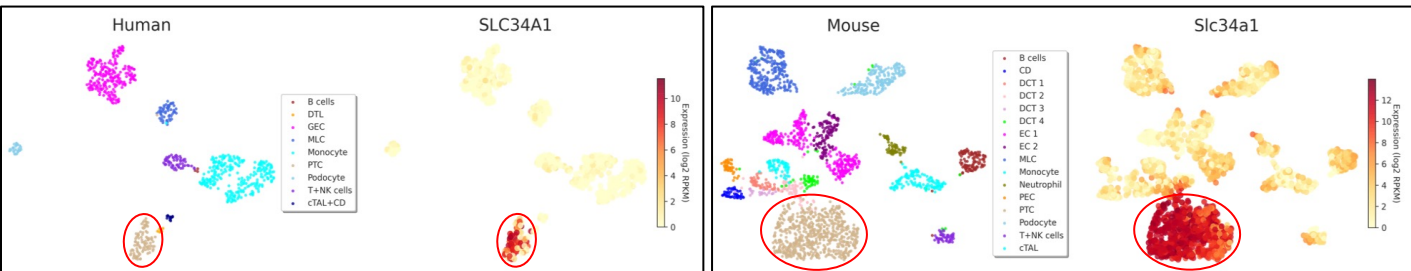 Human
SLC34A1
B cells
DTL
GEC
MLC
Monocyte
PTC
Podocyte
T+NK cells
cTAL+CD
10
8
6
4
2
0
Expression (log2 RPKM)
Mouse
Slc34a1
B cells
CD
DCT 1
DCT 2
DCT 3
DCT 4
EC 1
EC 2
MLC
Monocyte
Neutrophil
PEC
PTC
Podocyte
T+NK cells
cTAL
12
10
8
6
4
2
0
Expression (log2 RPKM)